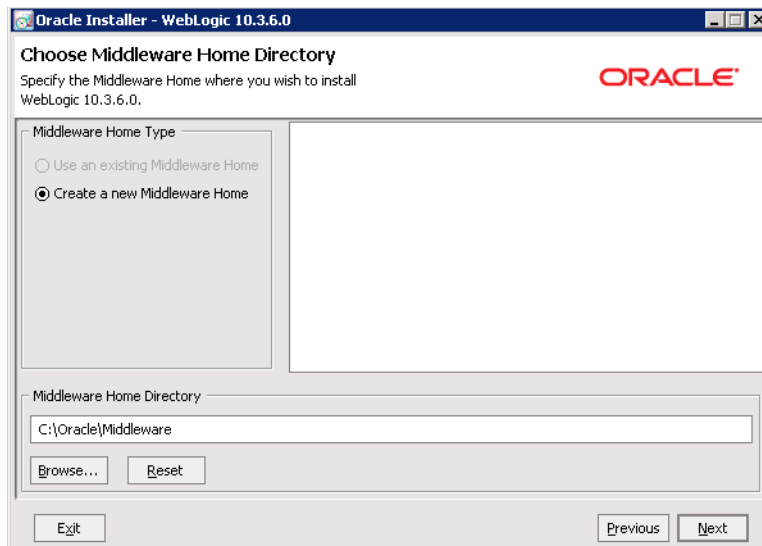 Oracle Installer - WebLogic 10.3.6.0
Choose Middleware Home Directory
Specify the Middleware Home where you wish to install
WebLogic 10.3.6.0.
ORACLE
Middleware Home Type
Use an existing Middleware Home
Create a new Middleware Home
Middleware Home Directory
C:\Oracle\Middleware
Browse...
Reset
Exit
Previous
Next